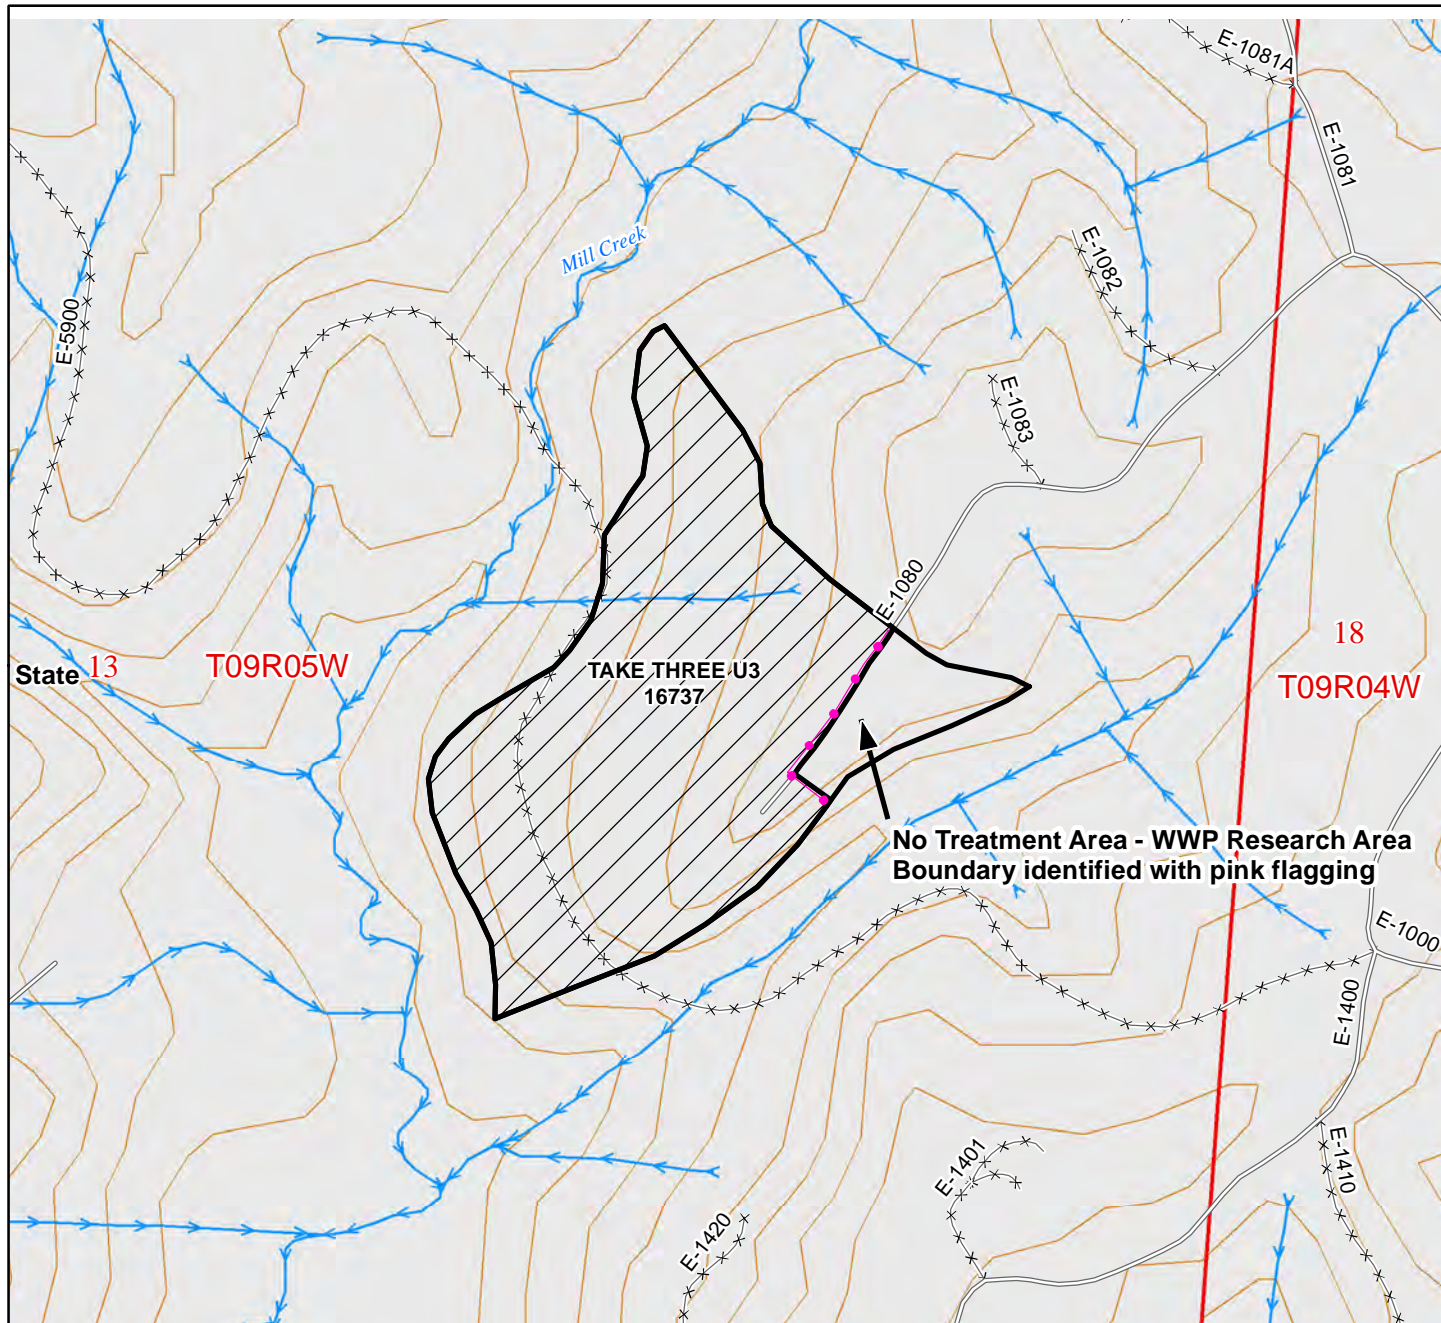 E-1081A
E-1081
Mill Creek
E-1082
E-5900
E-1083
E-1080
State 13
T09R05W
TAKE THREE U3
16737
18
T09R04W
No Treatment Area - WWP Research Area
Boundary identified with pink flagging
E-1000
E-1400
E-1401
E-1410
E-1420